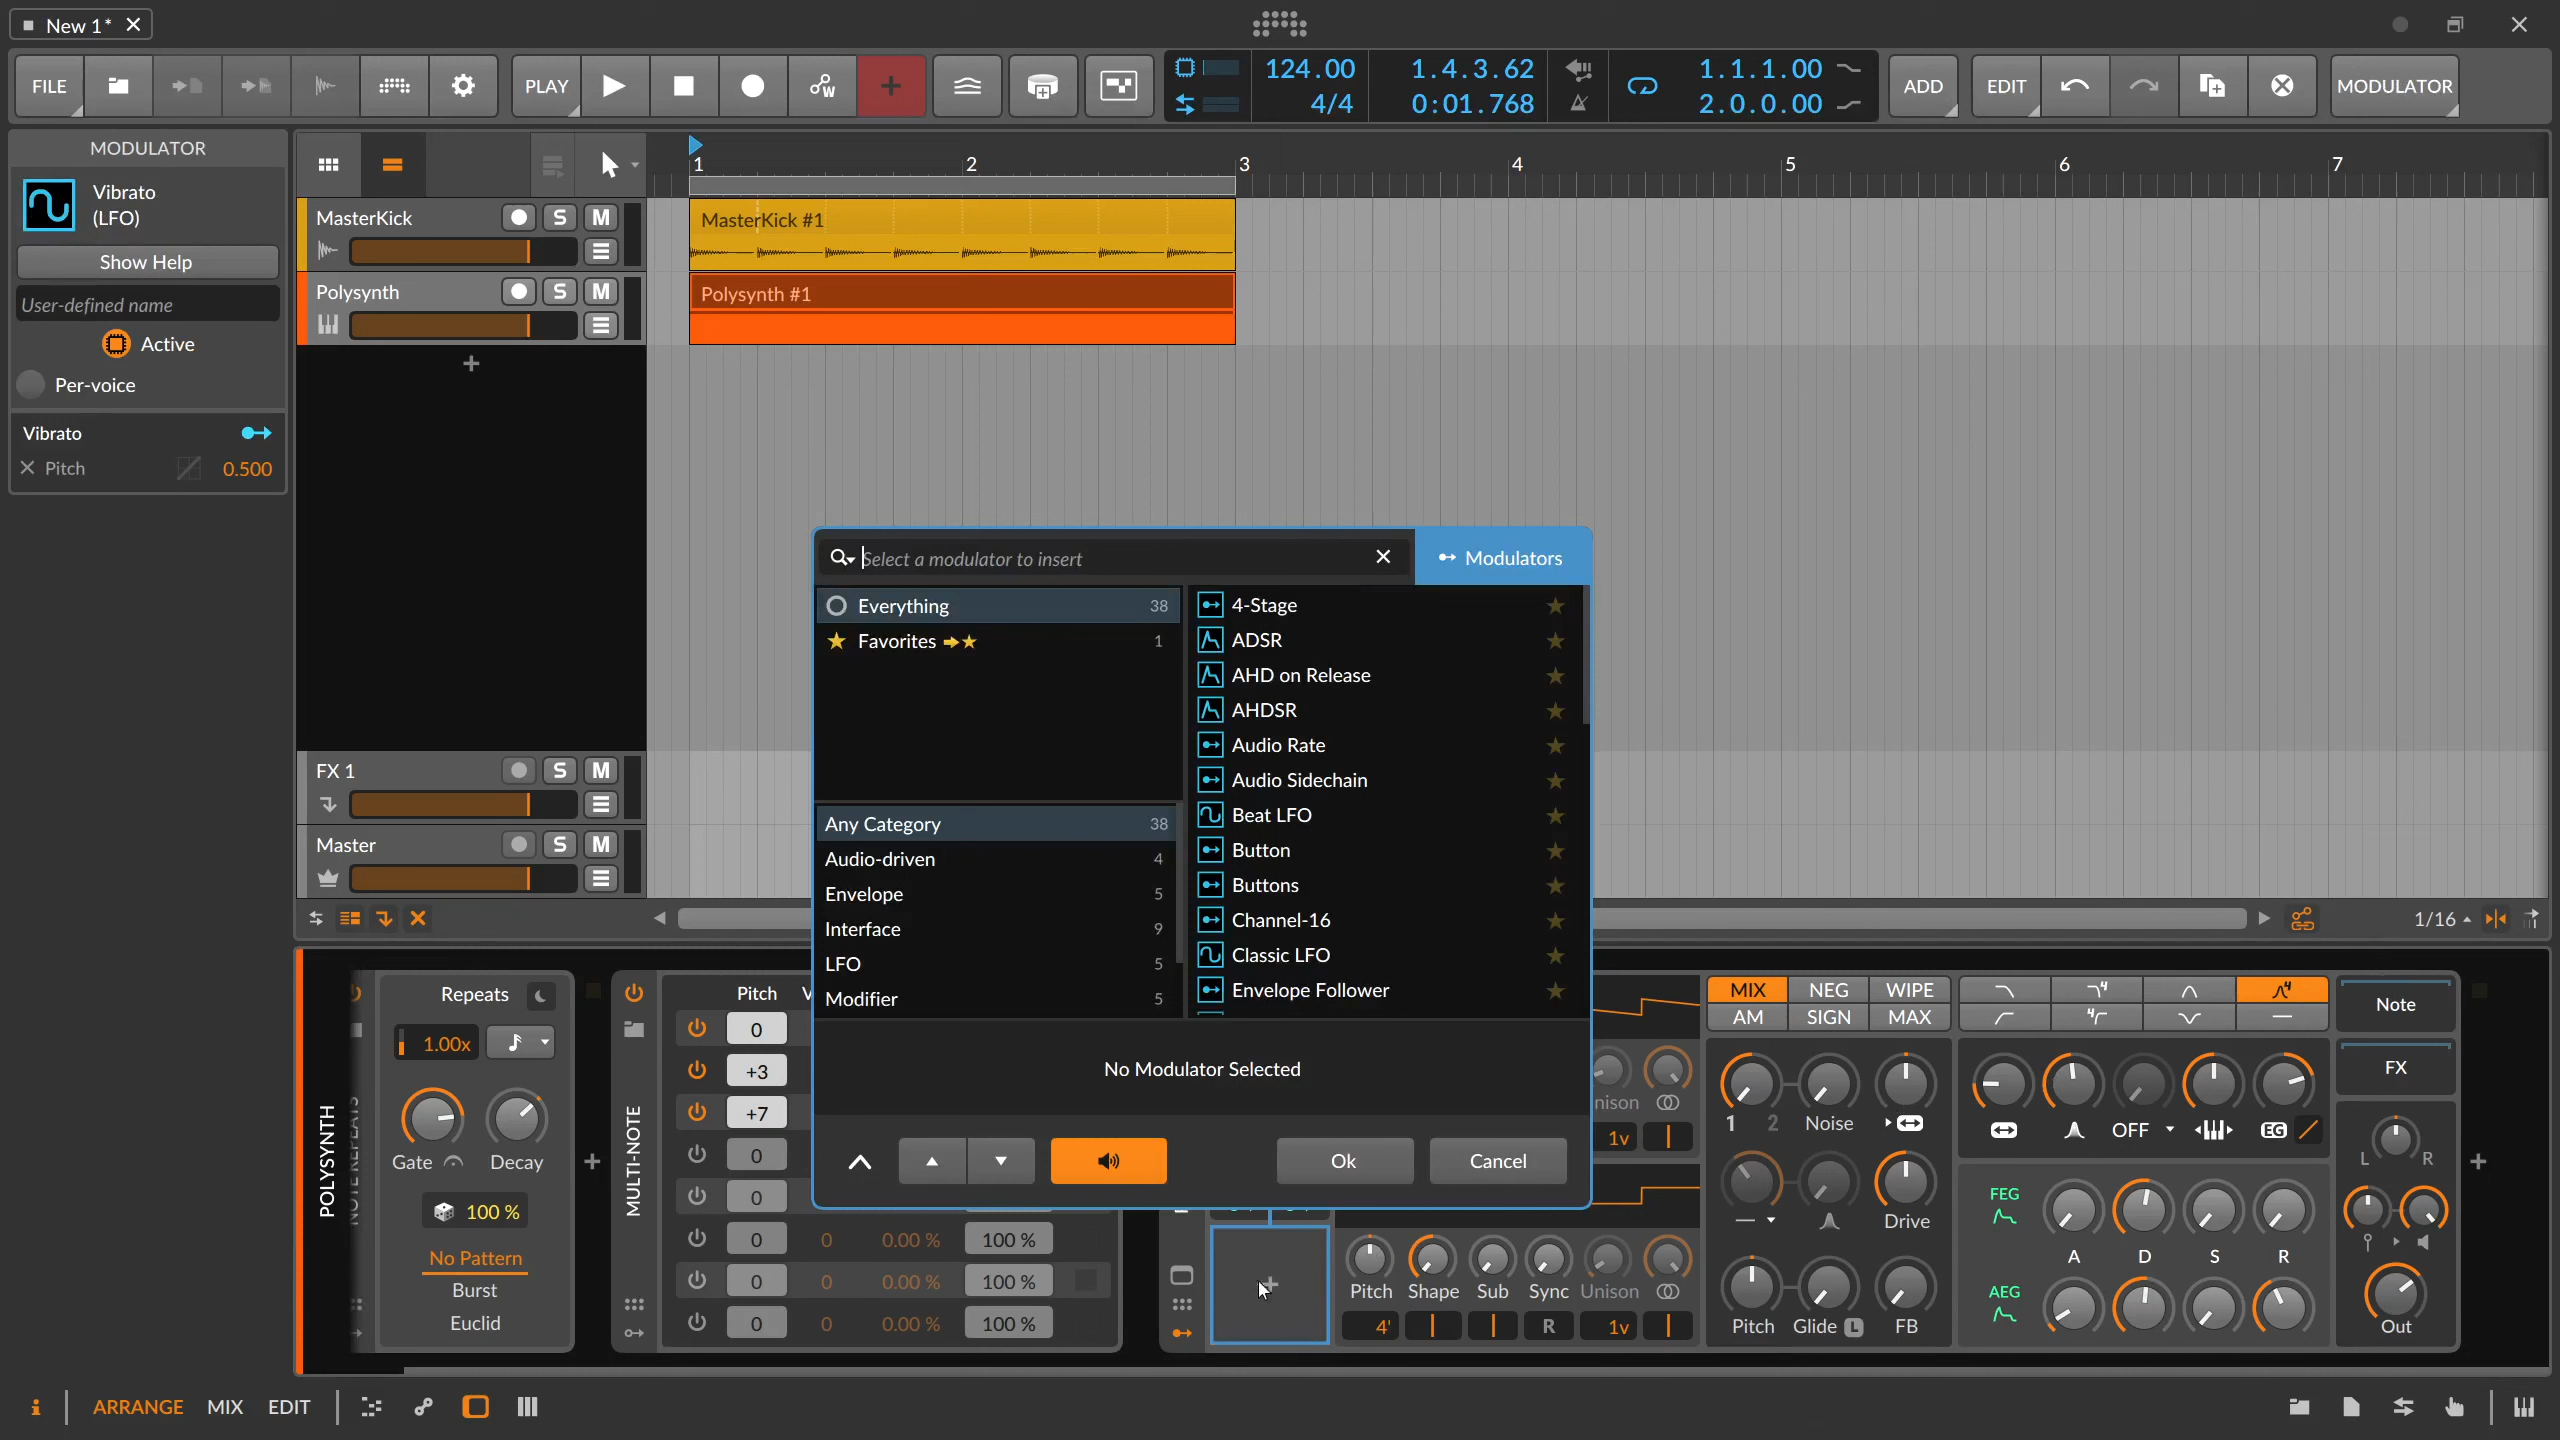 New 1*
FILE
PLAY
124.00
4/4
1.4.3.62
0:01.768
1.1.1.00
2.0.0.00
ADD
EDIT
MODULATOR
MODULATOR
Vibrato
(LFO)
Show Help
User-defined name
Active
Per-voice
Vibrato
Pitch 0.500
1 2 3 4 5 6 7
MasterKick S M
MasterKick #1
Polysynth S M
Polysynth #1
FX 1 S M
Master S M
1/16
Select a modulator to insert
Modulators
Everything 38
Favorites 1
Any Category 38
Audio-driven 4
Envelope 5
Interface 9
LFO 5
Modifier 5
4-Stage
ADSR
AHD on Release
AHDSR
Audio Rate
Audio Sidechain
Beat LFO
Button
Buttons
Channel-16
Classic LFO
Envelope Follower
No Modulator Selected
Ok
Cancel
POLYSYNTH
NOTE REPEATS
Repeats
1.00x
Gate Decay
100 %
No Pattern
Burst
Euclid
MULTI-NOTE
Pitch V
0
+3
+7
0
0
0 0 0.00 % 100 %
0 0 0.00 % 100 %
0 0 0.00 % 100 %
nison
1v
Pitch Shape Sub Sync Unison
4' R 1v
MIX NEG WIPE
AM SIGN MAX
4
4
4
1 2 Noise
Drive
Pitch Glide L FB
OFF EG
FEG
A D S R
AEG
Note
FX
L R
Out
i ARRANGE MIX EDIT